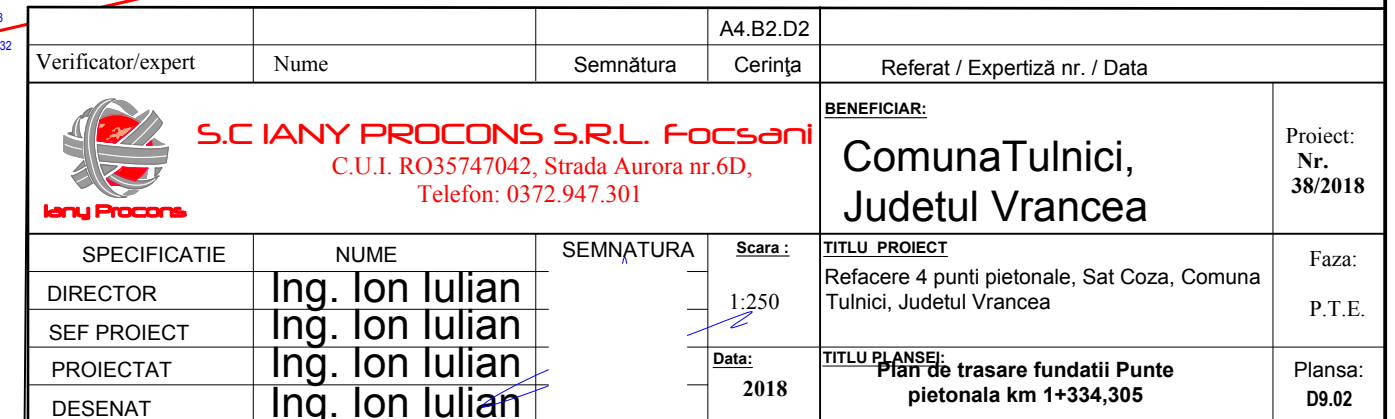 3
32
A4.B2.D2
Verificator/expert Nume Semnătura Cerinţa Referat / Expertiză nr. / Data
S.C IANY PROCONS S.R.L. Focsani
C.U.I. RO35747042, Strada Aurora nr.6D,
Telefon: 0372.947.301
Iany Procons
BENEFICIAR:
ComunaTulnici,
Judetul Vrancea
Proiect:
Nr.
38/2018
SPECIFICATIE NUME SEMNATURA Scara :
DIRECTOR Ing. Ion Iulian 1:250
SEF PROIECT Ing. Ion Iulian
PROIECTAT Ing. Ion Iulian Data:
2018
DESENAT Ing. Ion Iulian
TITLU PROIECT
Refacere 4 punti pietonale, Sat Coza, Comuna
Tulnici, Judetul Vrancea
Faza:
P.T.E.
TITLU PLANSEI:
Plan de trasare fundatii Punte
pietonala km 1+334,305
Plansa:
D9.02